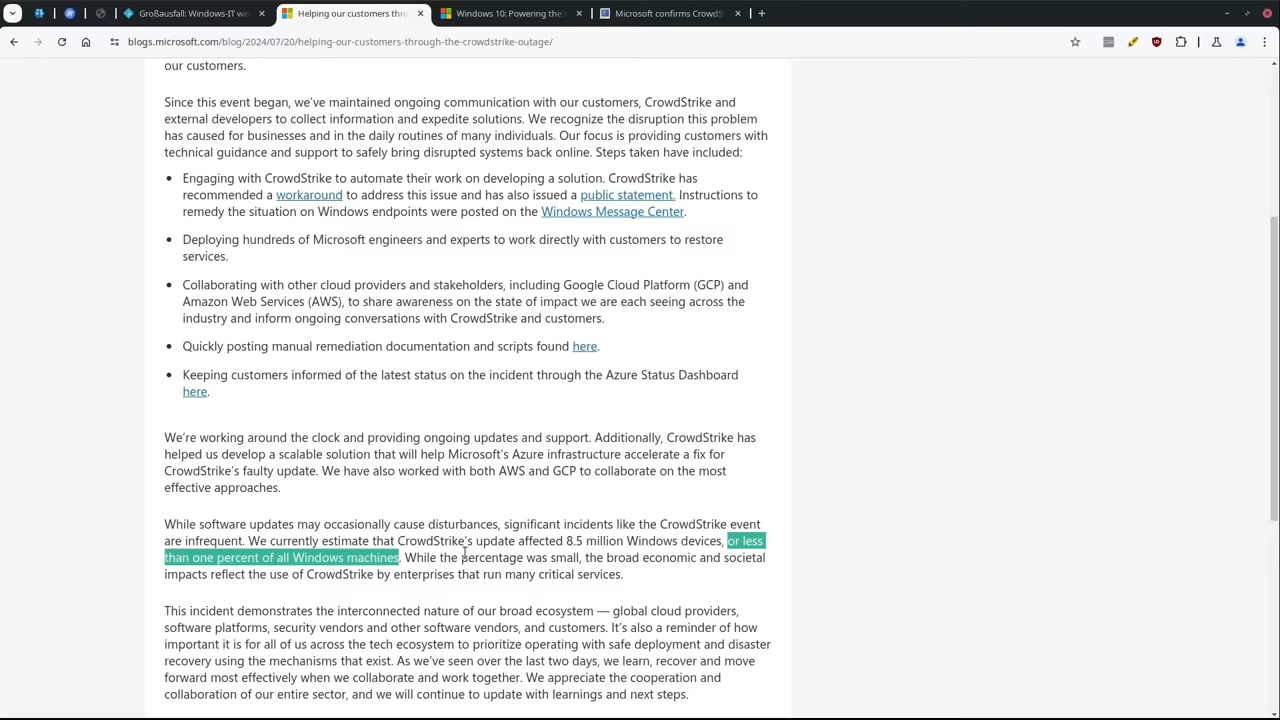 Großausfall: Windows-IT we
Helping our customers thro
Windows 10: Powering the
Microsoft confirms CrowdS
blogs.microsoft.com/blog/2024/07/20/helping-our-customers-through-the-crowdstrike-outage/
our customers.
Since this event began, we’ve maintained ongoing communication with our customers, CrowdStrike and
external developers to collect information and expedite solutions. We recognize the disruption this problem
has caused for businesses and in the daily routines of many individuals. Our focus is providing customers with
technical guidance and support to safely bring disrupted systems back online. Steps taken have included:
• Engaging with CrowdStrike to automate their work on developing a solution. CrowdStrike has
recommended a workaround to address this issue and has also issued a public statement. Instructions to
remedy the situation on Windows endpoints were posted on the Windows Message Center.
• Deploying hundreds of Microsoft engineers and experts to work directly with customers to restore
services.
• Collaborating with other cloud providers and stakeholders, including Google Cloud Platform (GCP) and
Amazon Web Services (AWS), to share awareness on the state of impact we are each seeing across the
industry and inform ongoing conversations with CrowdStrike and customers.
• Quickly posting manual remediation documentation and scripts found here.
• Keeping customers informed of the latest status on the incident through the Azure Status Dashboard
here.
We’re working around the clock and providing ongoing updates and support. Additionally, CrowdStrike has
helped us develop a scalable solution that will help Microsoft’s Azure infrastructure accelerate a fix for
CrowdStrike’s faulty update. We have also worked with both AWS and GCP to collaborate on the most
effective approaches.
While software updates may occasionally cause disturbances, significant incidents like the CrowdStrike event
are infrequent. We currently estimate that CrowdStrike’s update affected 8.5 million Windows devices, or less
than one percent of all Windows machines. While the percentage was small, the broad economic and societal
impacts reflect the use of CrowdStrike by enterprises that run many critical services.
This incident demonstrates the interconnected nature of our broad ecosystem — global cloud providers,
software platforms, security vendors and other software vendors, and customers. It’s also a reminder of how
important it is for all of us across the tech ecosystem to prioritize operating with safe deployment and disaster
recovery using the mechanisms that exist. As we’ve seen over the last two days, we learn, recover and move
forward most effectively when we collaborate and work together. We appreciate the cooperation and
collaboration of our entire sector, and we will continue to update with learnings and next steps.